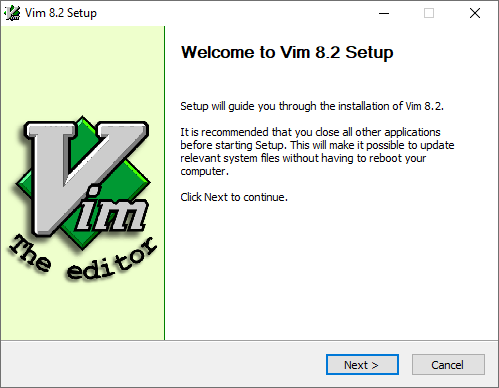 Vim 8.2 Setup
Welcome to Vim 8.2 Setup
Setup will guide you through the installation of Vim 8.2.
It is recommended that you close all other applications
before starting Setup. This will make it possible to update
relevant system files without having to reboot your
computer.
Click Next to continue.
Vim
The editor
Next >
Cancel